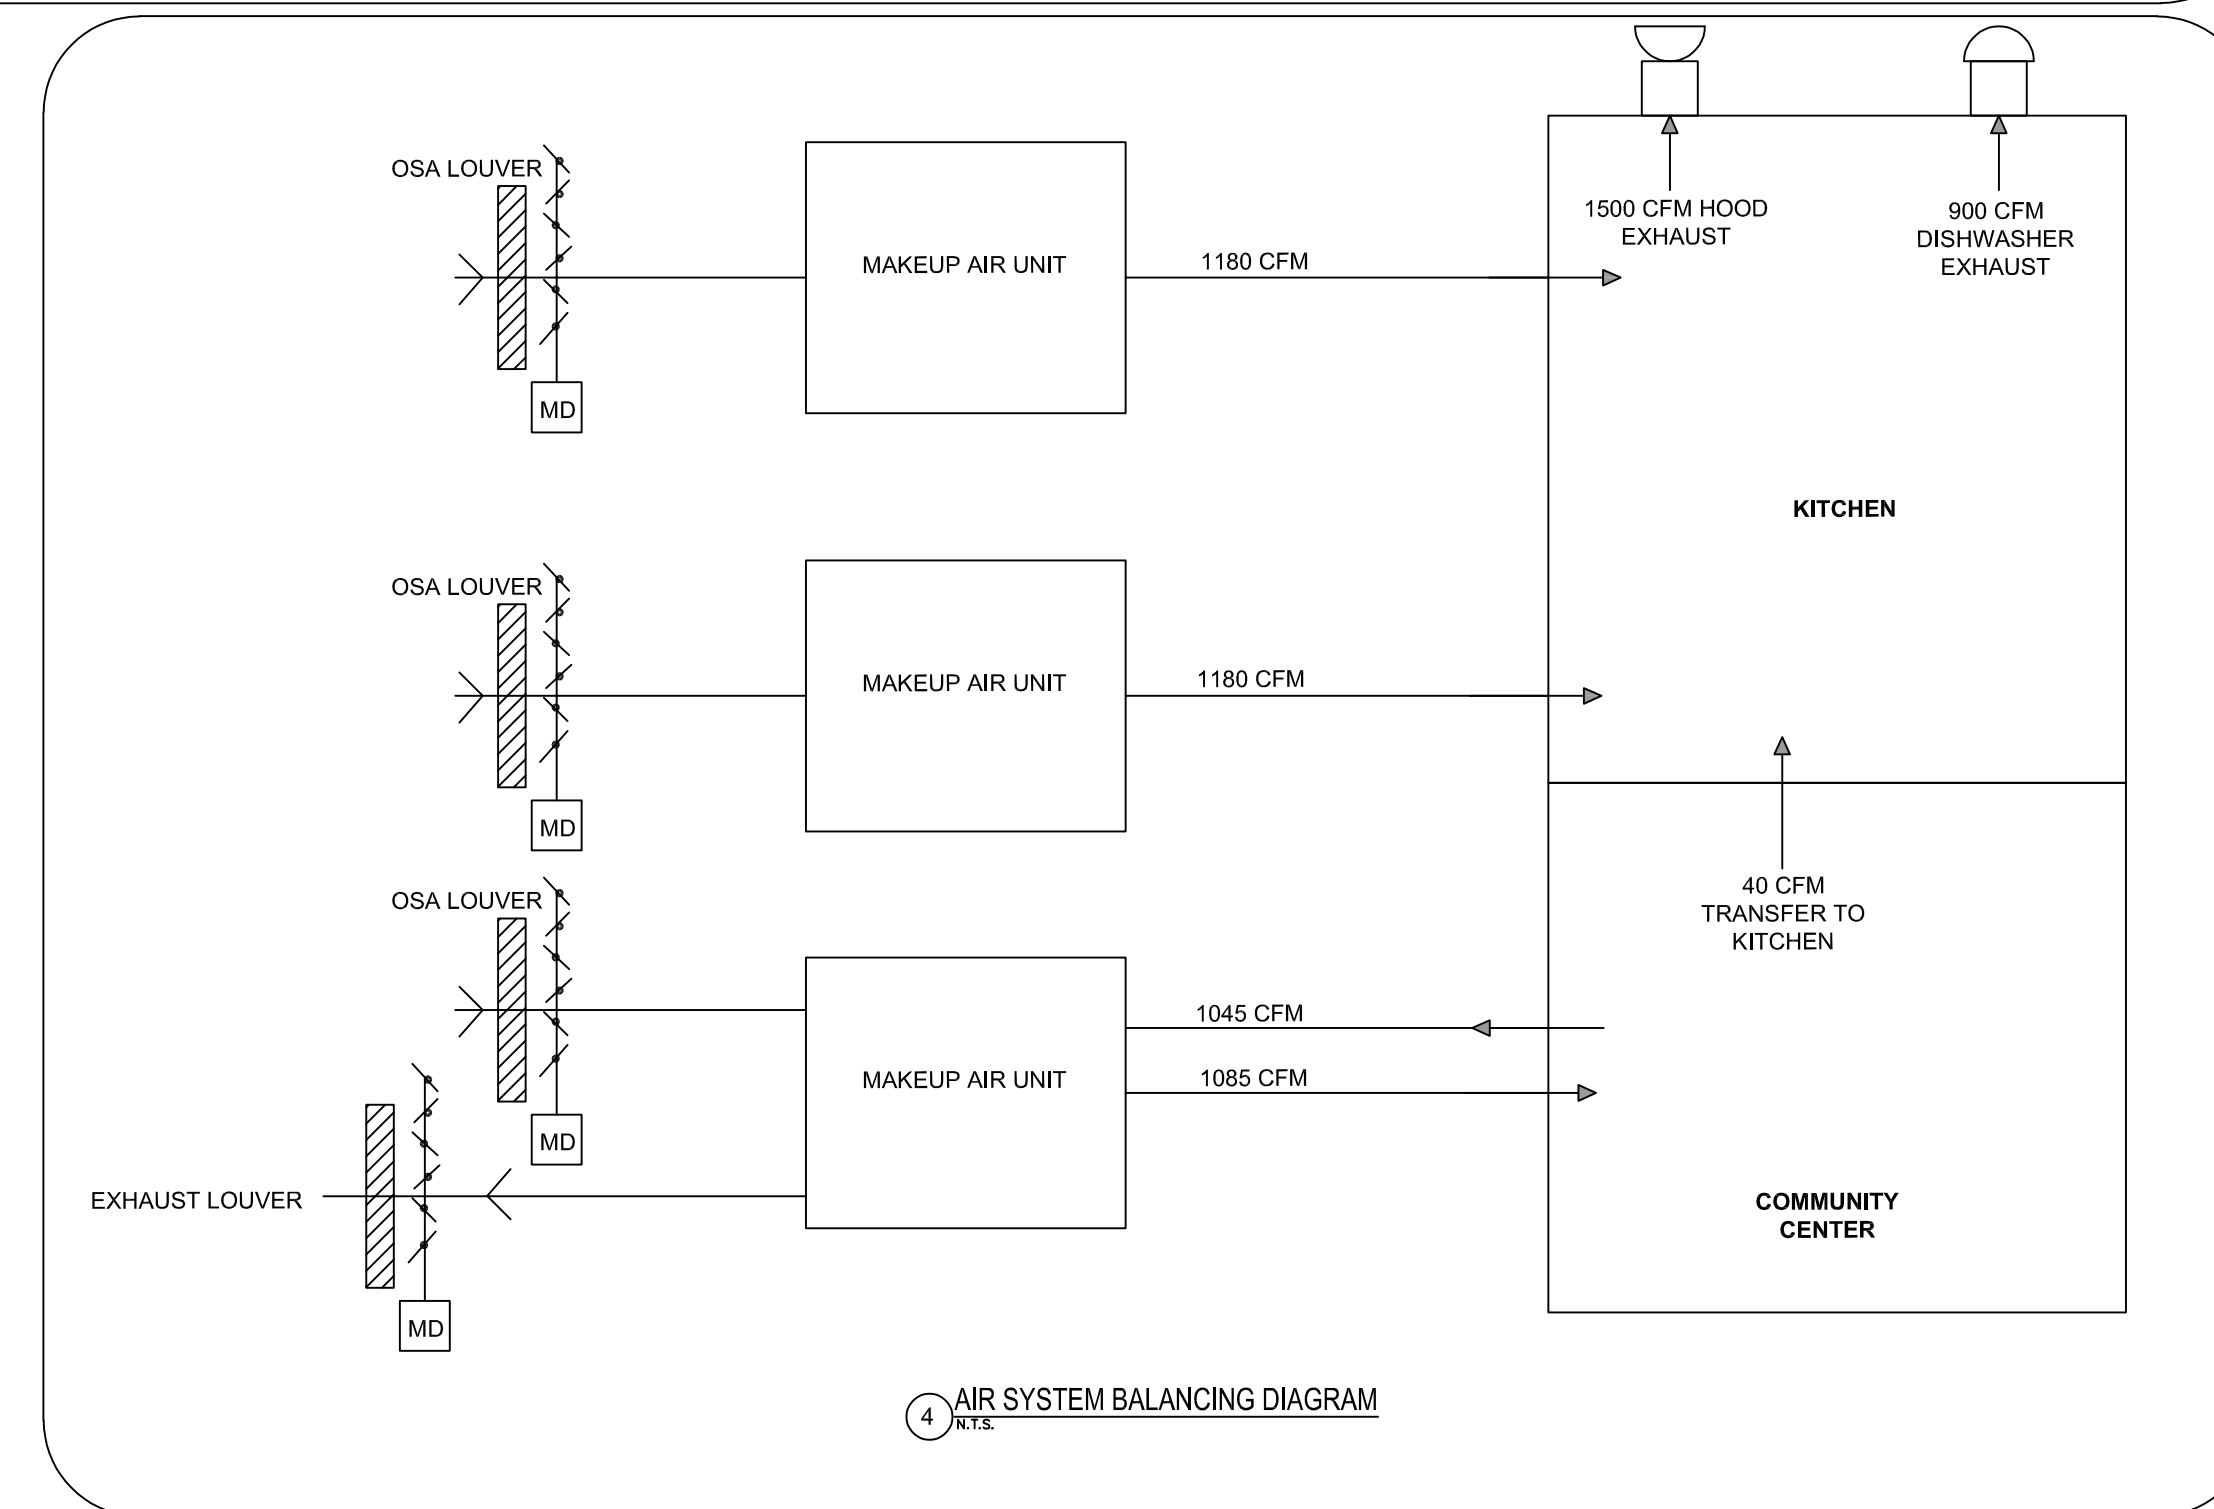 OSA LOUVER
MD
MAKEUP AIR UNIT
1180 CFM
1500 CFM HOOD
EXHAUST
900 CFM
DISHWASHER
EXHAUST
KITCHEN
OSA LOUVER
MD
MAKEUP AIR UNIT
1180 CFM
40 CFM
TRANSFER TO
KITCHEN
OSA LOUVER
MD
MAKEUP AIR UNIT
1045 CFM
1085 CFM
EXHAUST LOUVER
MD
COMMUNITY
CENTER
4 AIR SYSTEM BALANCING DIAGRAM
N.T.S.